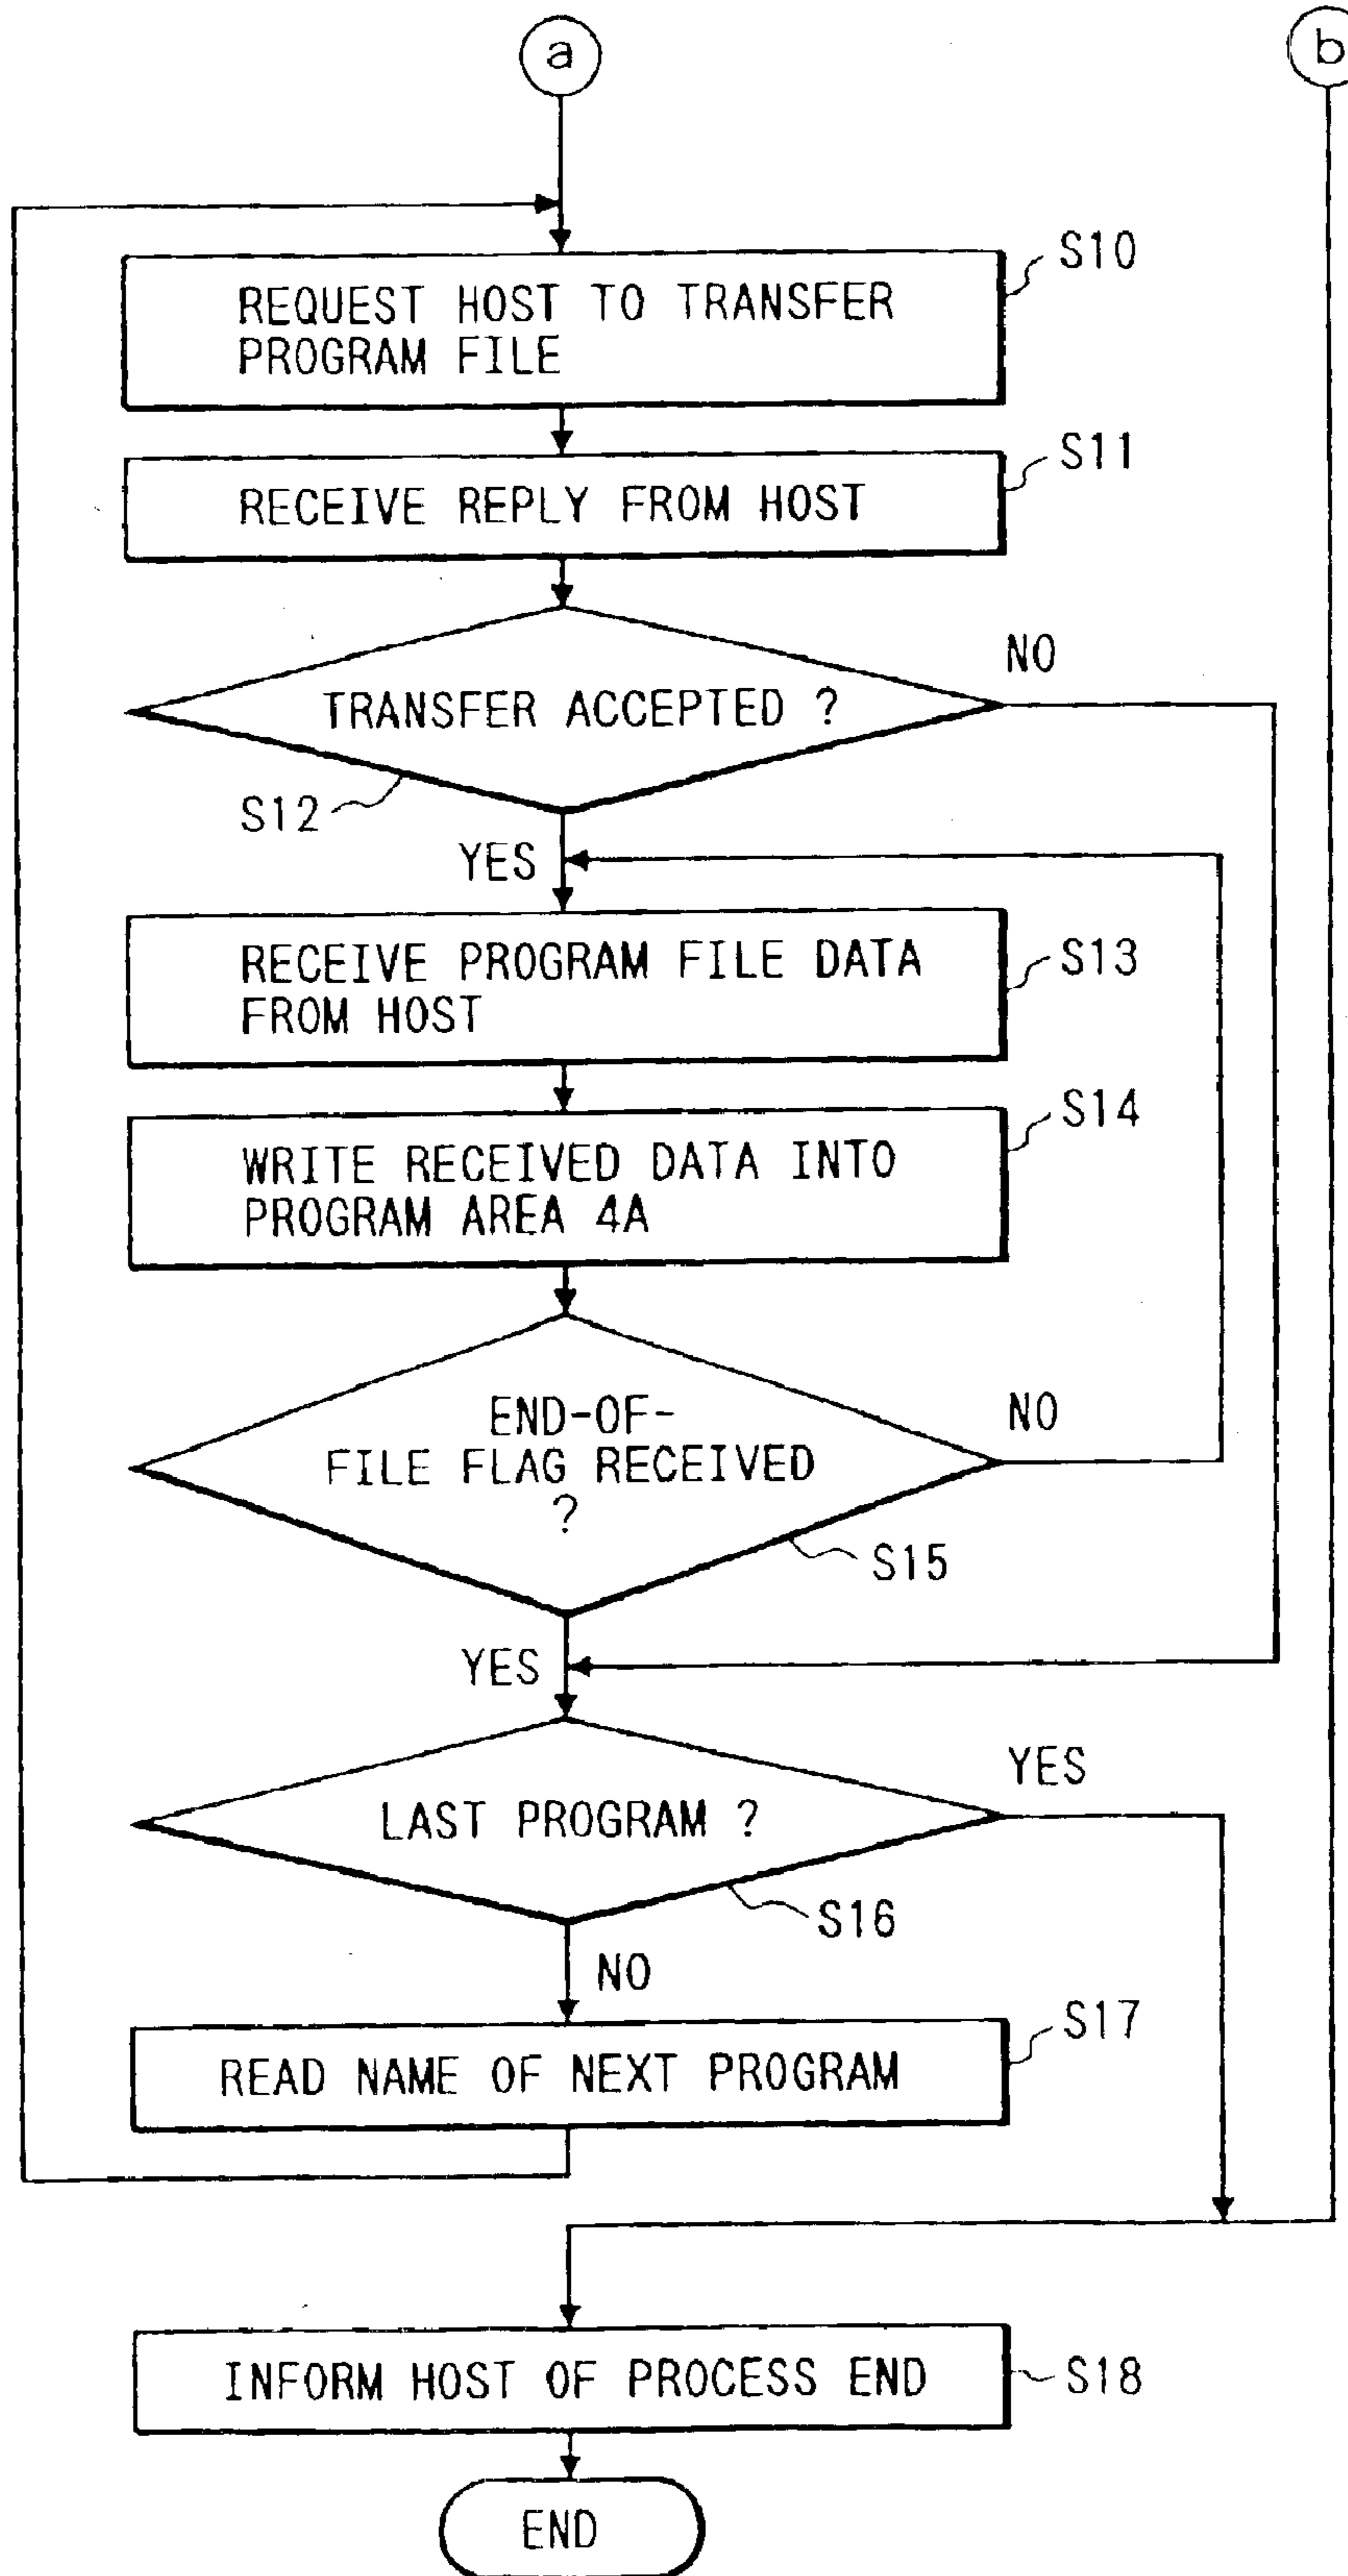 a
b
S10
REQUEST HOST TO TRANSFER
PROGRAM FILE
S11
RECEIVE REPLY FROM HOST
NO
TRANSFER ACCEPTED ?
S12
YES
RECEIVE PROGRAM FILE DATA
FROM HOST
S13
S14
WRITE RECEIVED DATA INTO
PROGRAM AREA 4A
END-OF-
FILE FLAG RECEIVED
?
NO
S15
YES
YES
LAST PROGRAM ?
S16
NO
S17
READ NAME OF NEXT PROGRAM
INFORM HOST OF PROCESS END
S18
END